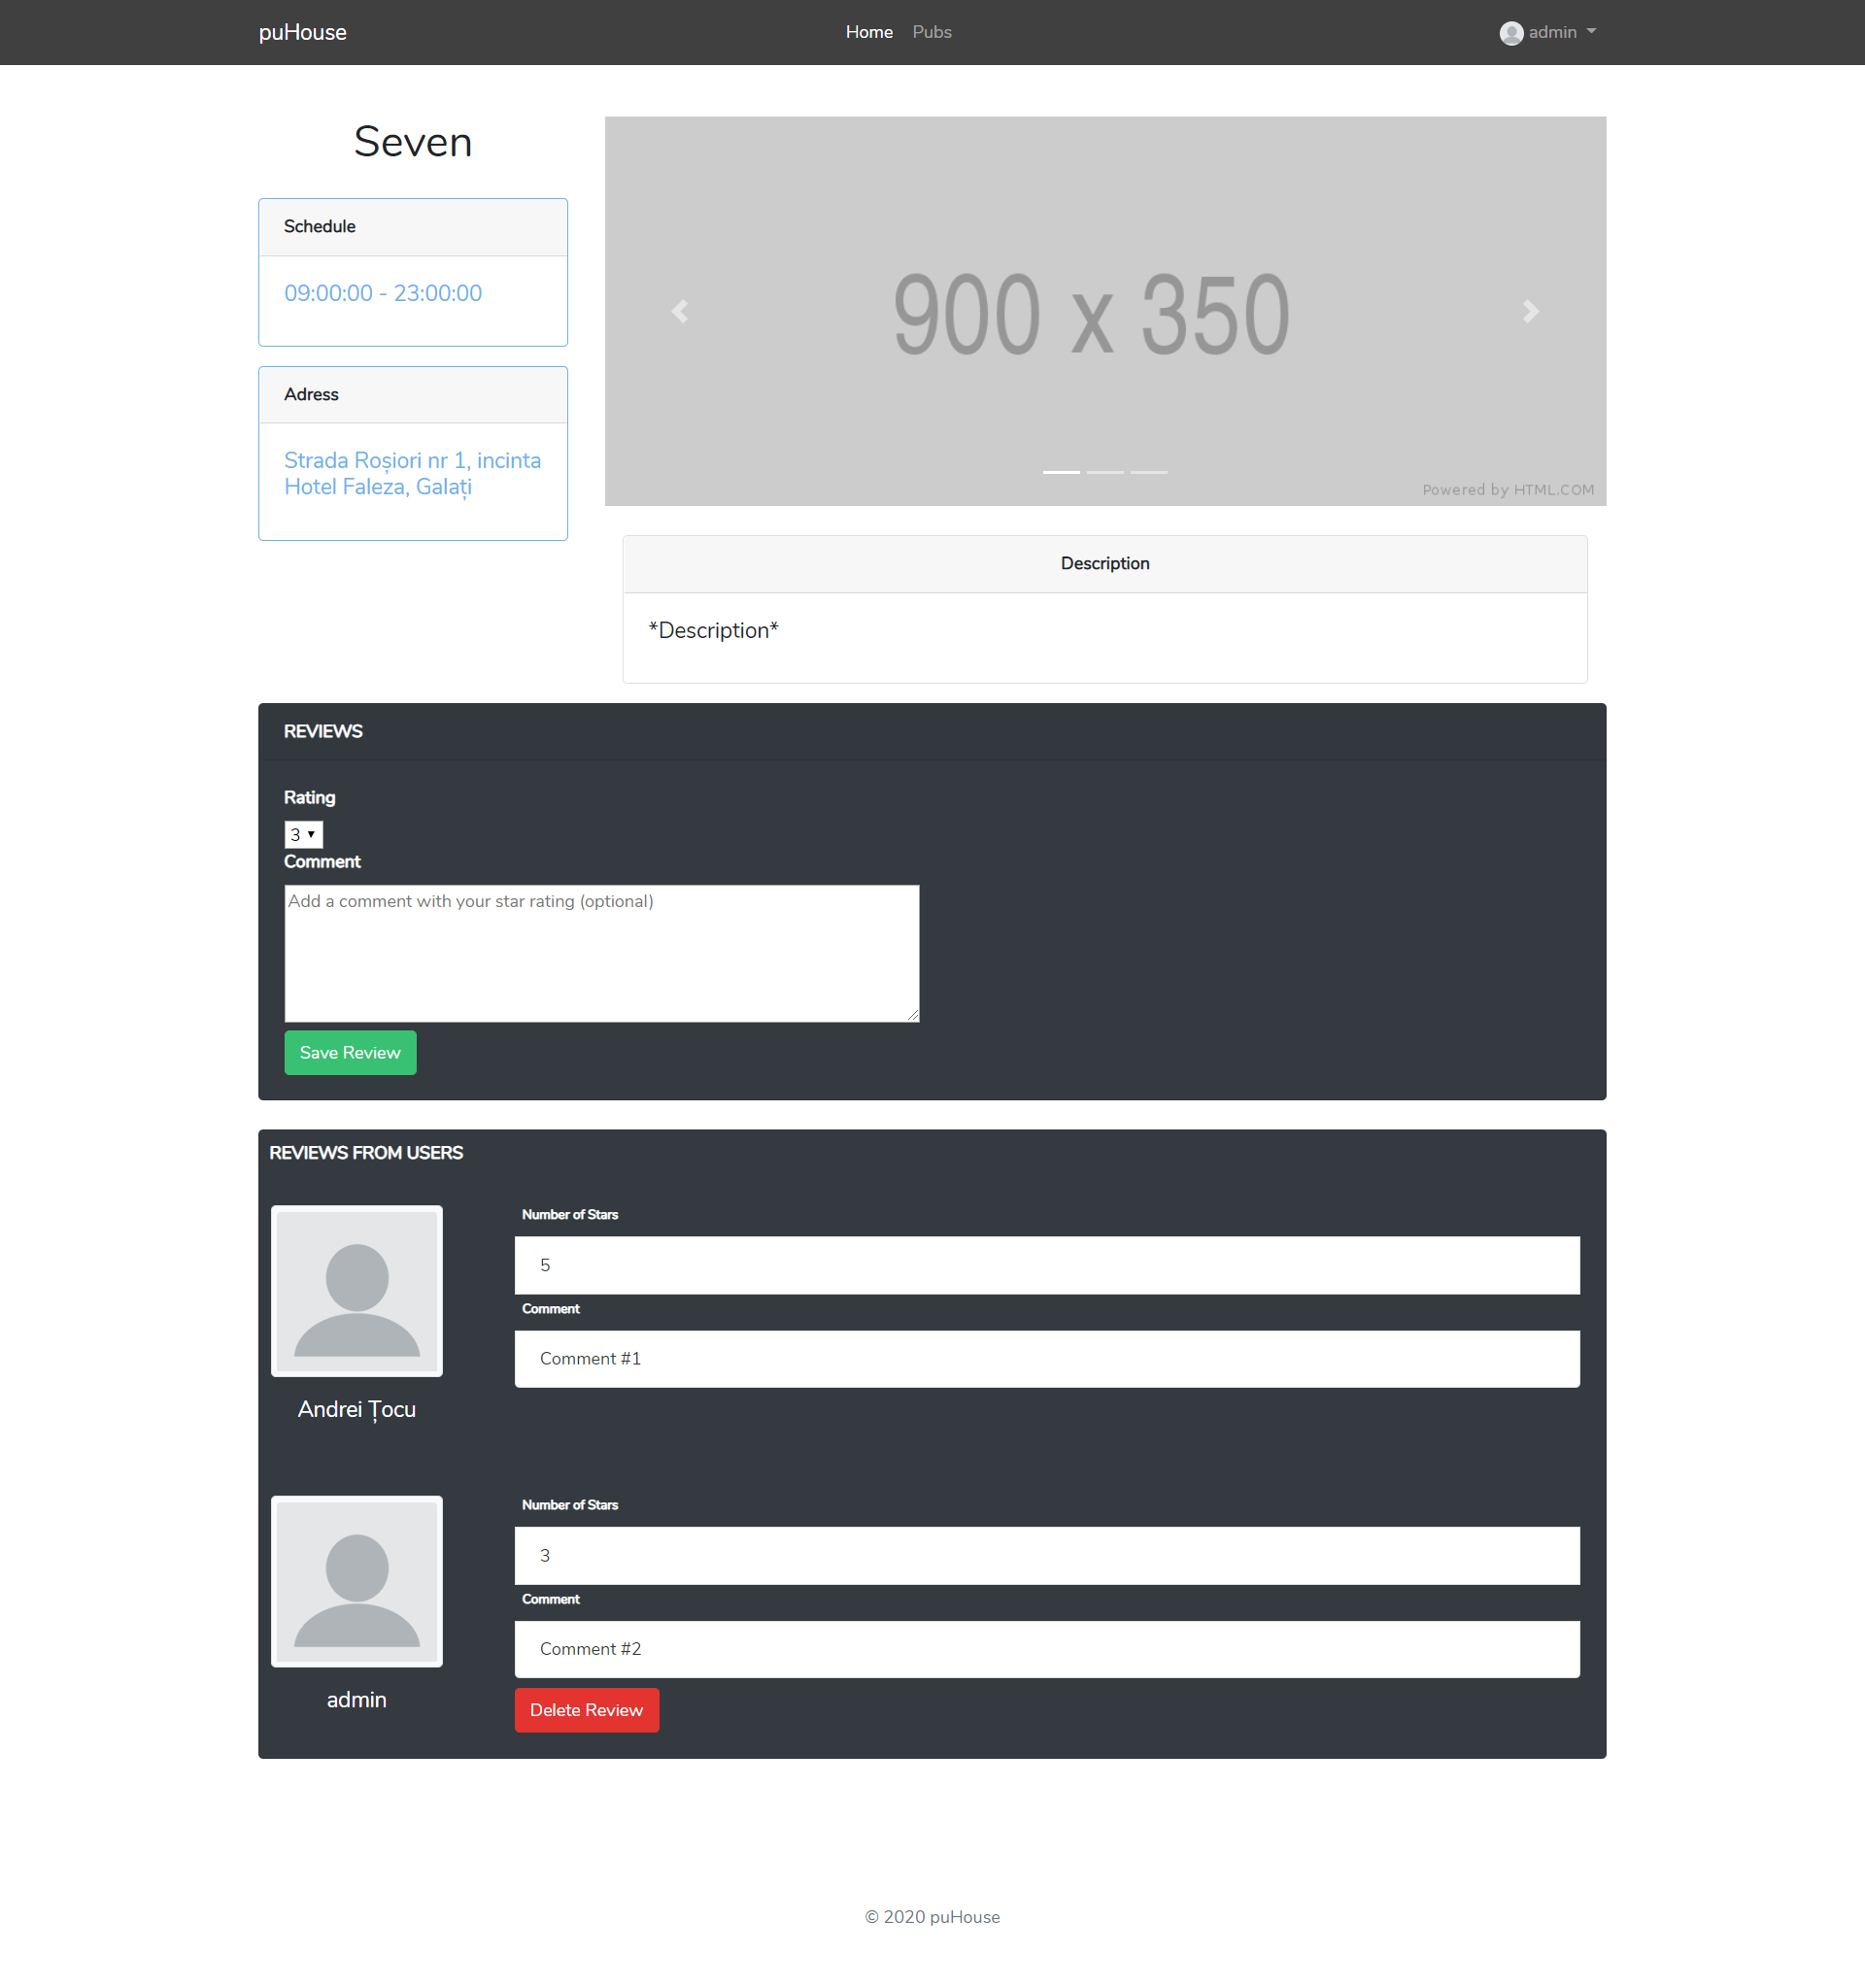 puHouse
Home
Pubs
admin
Seven
Schedule
09:00:00 - 23:00:00
Adress
Strada Roșiori nr 1, incinta
Hotel Faleza, Galați
900 x 350
Powered by HTML.COM
Description
*Description*
REVIEWS
Rating
3
Comment
Add a comment with your star rating (optional)
Save Review
REVIEWS FROM USERS
Number of Stars
5
Comment
Comment #1
Andrei Țocu
Number of Stars
3
Comment
Comment #2
admin
Delete Review
© 2020 puHouse